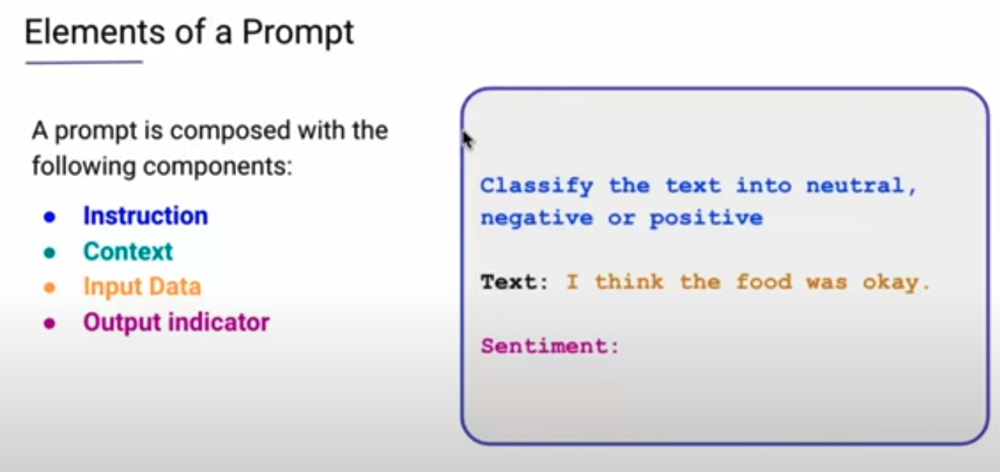 Elements of a Prompt
A prompt is composed with the
following components:
● Instruction
● Context
● Input Data
● Output indicator
Classify the text into neutral,
negative or positive
Text: I think the food was okay.
Sentiment: